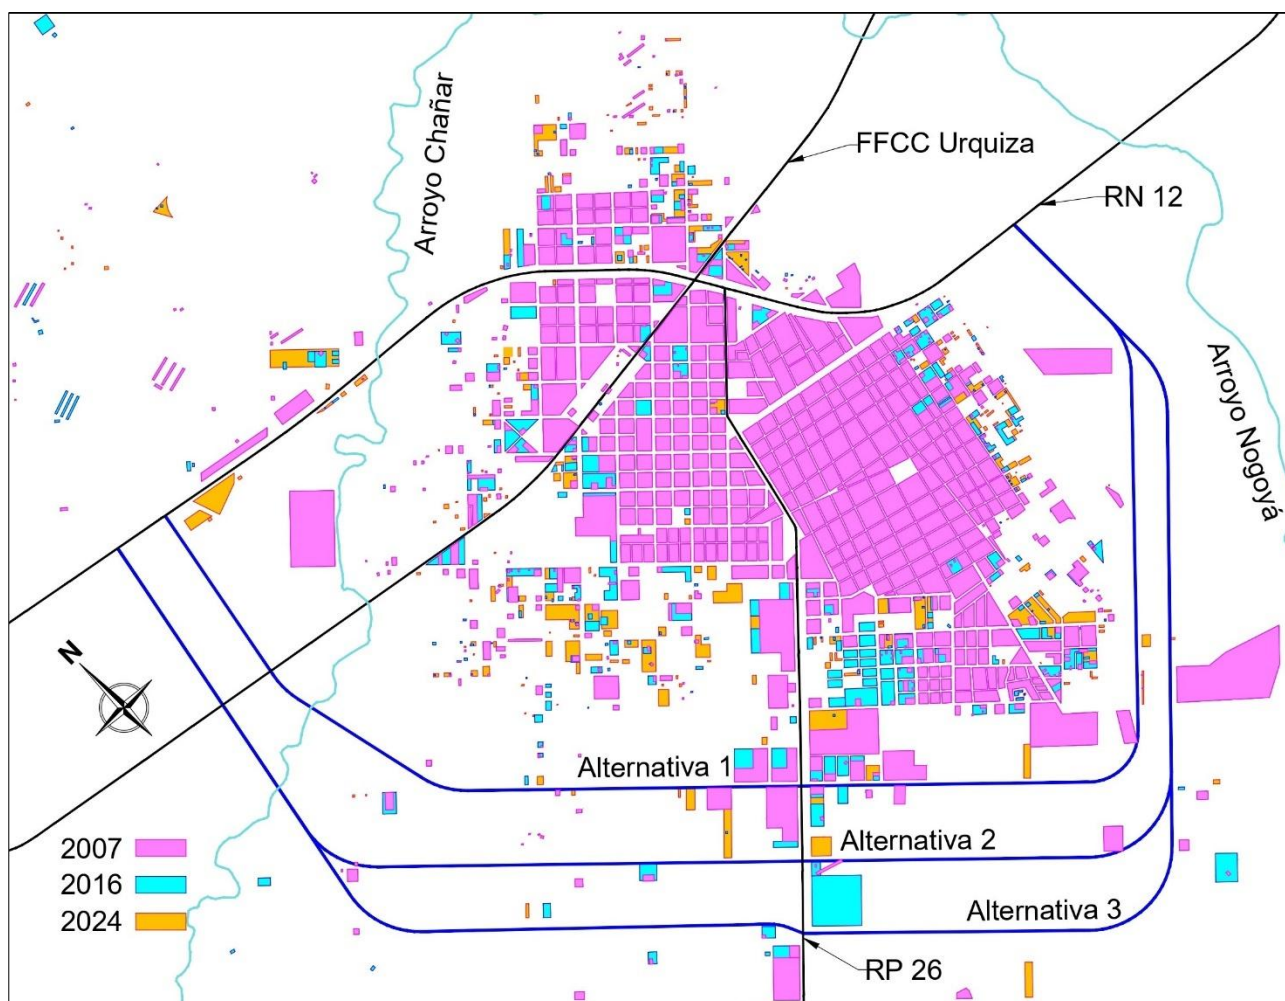 Arroyo Chañar
FFCC Urquiza
RN 12
Arroyo Nogoyá
N
Alternativa 1
2007
Alternativa 2
2016
2024
Alternativa 3
RP 26